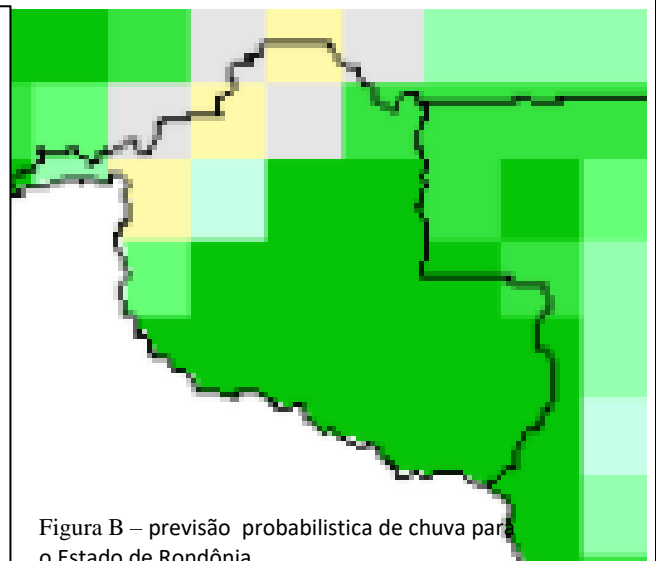 Figura B – previsão probabilistica de chuva para
o Estado de Rondônia